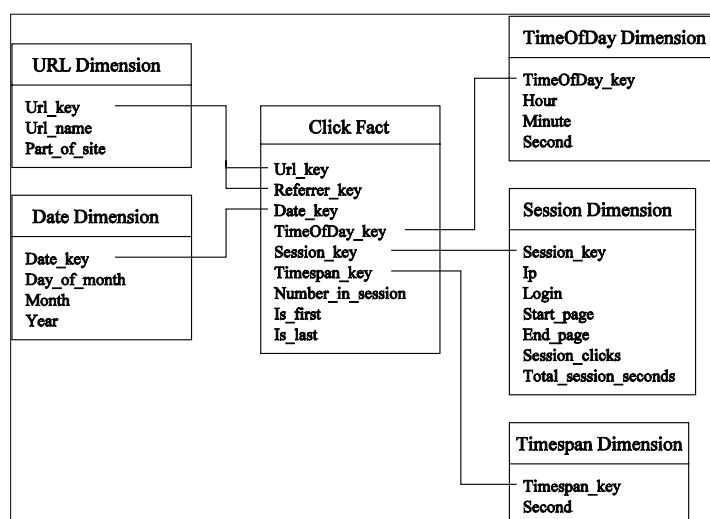 URL Dimension
Url_key
Url_name
Part_of_site
Date Dimension
Date_key
Day_of_month
Month
Year
Click Fact
Url_key
Referrer_key
Date_key
TimeOfDay_key
Session_key
Timespan_key
Number_in_session
Is_first
Is_last
TimeOfDay Dimension
TimeOfDay_key
Hour
Minute
Second
Session Dimension
Session_key
Ip
Login
Start_page
End_page
Session_clicks
Total_session_seconds
Timespan Dimension
Timespan_key
Second